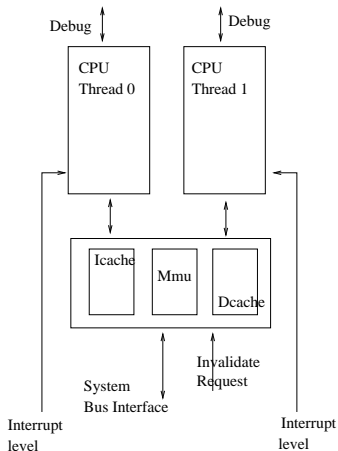 Debug
Debug
CPU
Thread 0
CPU
Thread 1
Icache
Mmu
Dcache
Invalidate
Request
System
Bus Interface
Interrupt
level
Interrupt
level